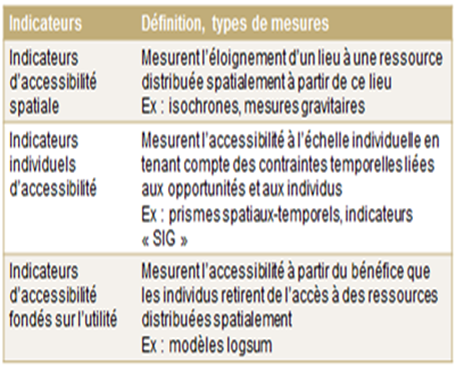 Indicateurs Définition, types de mesures
Indicateurs
d'accessibilité
spatiale
Mesurent l'éloignement d'un lieu à une ressource
distribuée spatialement à partir de ce lieu
Ex : isochrones, mesures gravitaires
Indicateurs
individuels
d'accessibilité
Mesurent l'accessibilité à l'échelle individuelle en
tenant compte des contraintes temporelles liées
aux opportunités et aux individus
Ex : prismes spatiaux-temporels, indicateurs
« SIG »
Indicateurs
d'accessibilité
fondés sur l'utilité
Mesurent l'accessibilité à partir du bénéfice que
les individus retirent de l'accès à des ressources
distribuées spatialement
Ex : modèles logsum